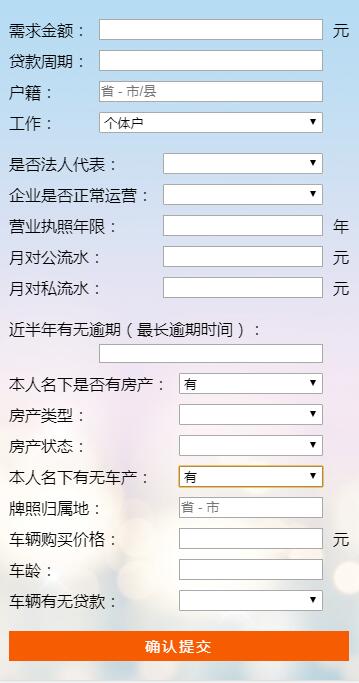 需求金额： 元
贷款周期：
户籍： 省 - 市/县
工作： 个体户
是否法人代表：
企业是否正常运营：
营业执照年限： 年
月对公流水： 元
月对私流水： 元
近半年有无逾期（最长逾期时间）：
本人名下是否有房产： 有
房产类型：
房产状态：
本人名下有无车产： 有
牌照归属地： 省 - 市
车辆购买价格： 元
车龄：
车辆有无贷款：
确认提交